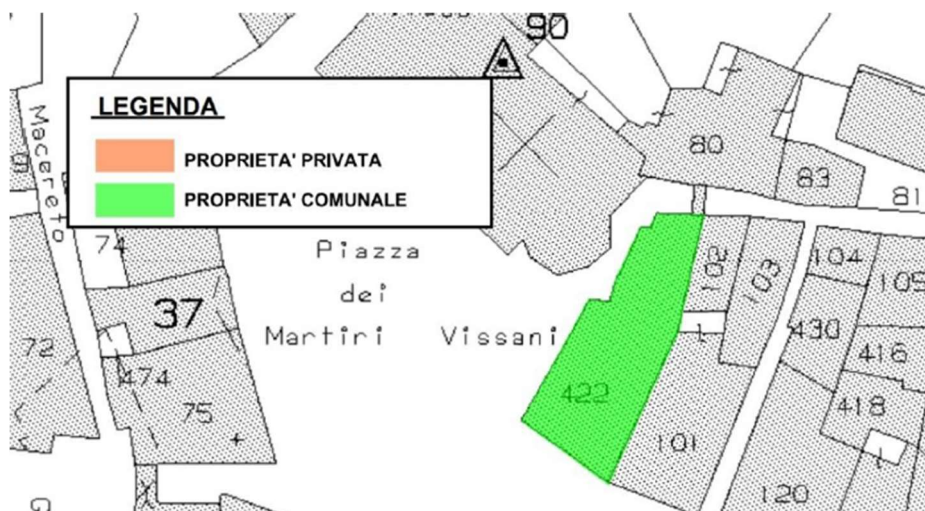 90
LEGENDA
PROPRIETA' PRIVATA
PROPRIETA' COMUNALE
Macereto
80
83
81
74
Piazza
dei
Martiri Vissani
37
102
103
104
105
72
474
75
422
101
430
416
418
120